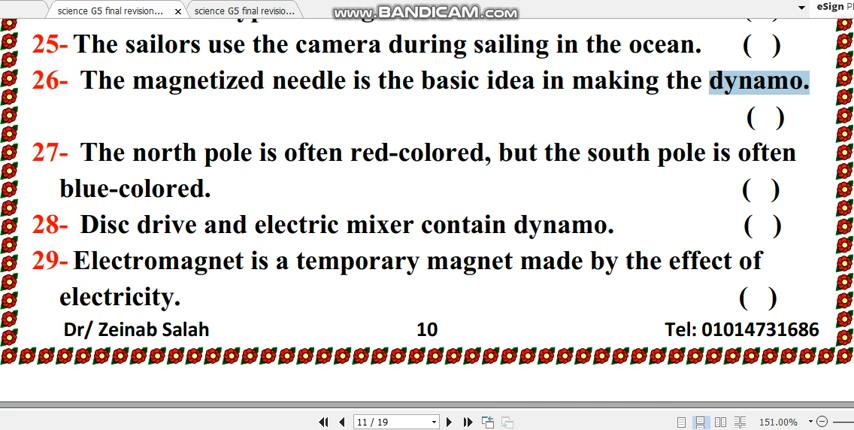 science G5 final revision... × science G5 final revisio...
www.BANDICAM.com
eSign
25- The sailors use the camera during sailing in the ocean. ( )
26- The magnetized needle is the basic idea in making the dynamo.
( )
27- The north pole is often red-colored, but the south pole is often
blue-colored. ( )
28- Disc drive and electric mixer contain dynamo. ( )
29- Electromagnet is a temporary magnet made by the effect of
electricity. ( )
Dr/ Zeinab Salah 10 Tel: 01014731686
11 / 19 151.00%